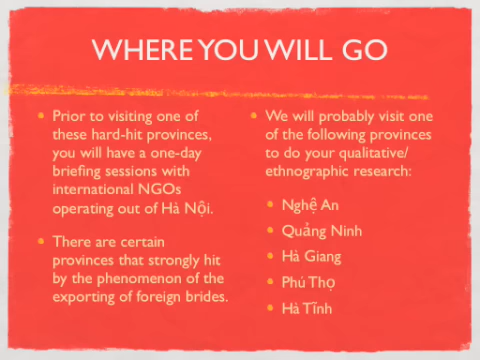 WHERE YOU WILL GO
Prior to visiting one of
these hard-hit provinces,
you will have a one-day
briefing sessions with
international NGOs
operating out of Hà Nội.
There are certain
provinces that strongly hit
by the phenomenon of the
exporting of foreign brides.
We will probably visit one
of the following provinces
to do your qualitative/
ethnographic research:
Nghệ An
Quảng Ninh
Hà Giang
Phú Thọ
Hà Tĩnh